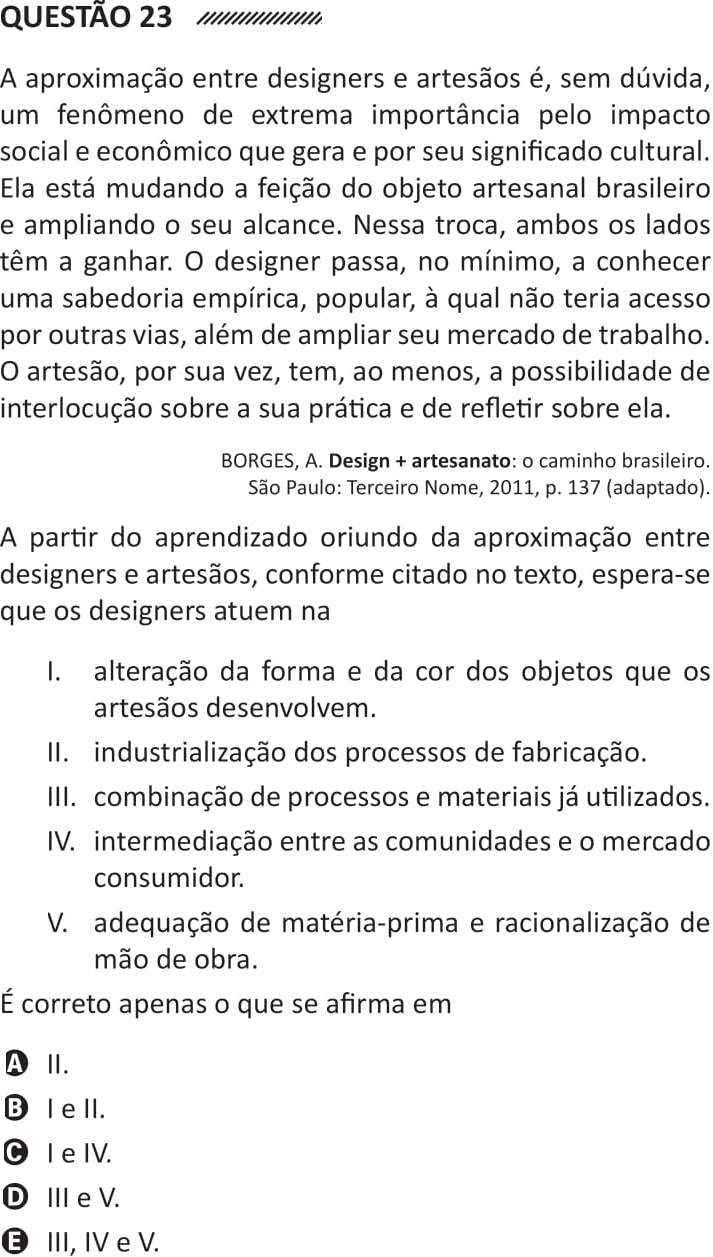 QUESTÃO 23
A aproximação entre designers e artesãos é, sem dúvida,
um fenômeno de extrema importância pelo impacto
social e econômico que gera e por seu significado cultural.
Ela está mudando a feição do objeto artesanal brasileiro
e ampliando o seu alcance. Nessa troca, ambos os lados
têm a ganhar. O designer passa, no mínimo, a conhecer
uma sabedoria empírica, popular, à qual não teria acesso
por outras vias, além de ampliar seu mercado de trabalho.
O artesão, por sua vez, tem, ao menos, a possibilidade de
interlocução sobre a sua prática e de refletir sobre ela.
BORGES, A. Design + artesanato: o caminho brasileiro.
São Paulo: Terceiro Nome, 2011, p. 137 (adaptado).
A partir do aprendizado oriundo da aproximação entre
designers e artesãos, conforme citado no texto, espera-se
que os designers atuem na
I. alteração da forma e da cor dos objetos que os
artesãos desenvolvem.
II. industrialização dos processos de fabricação.
III. combinação de processos e materiais já utilizados.
IV. intermediação entre as comunidades e o mercado
consumidor.
V. adequação de matéria-prima e racionalização de
mão de obra.
É correto apenas o que se afirma em
A II.
B I e II.
C I e IV.
D III e V.
E III, IV e V.